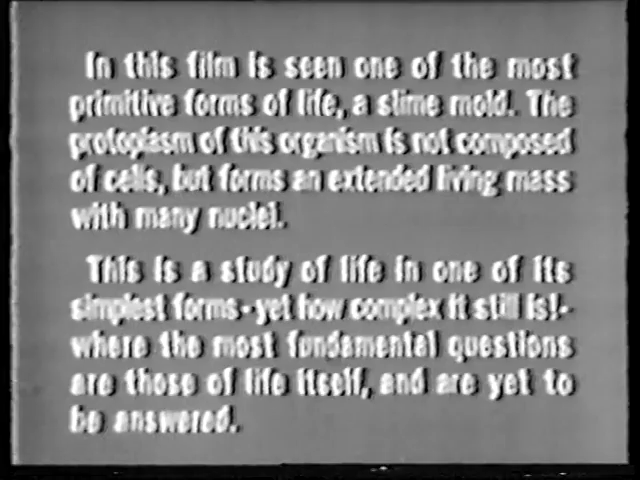 In this film is seen one of the most
primitive forms of life, a slime mold. The
protoplasm of this organism is not composed
of cells, but forms an extended living mass
with many nuclei.
This is a study of life in one of its
simplest forms-yet how complex it still is!-
where the most fundamental questions
are those of life itself, and are yet to
be answered.